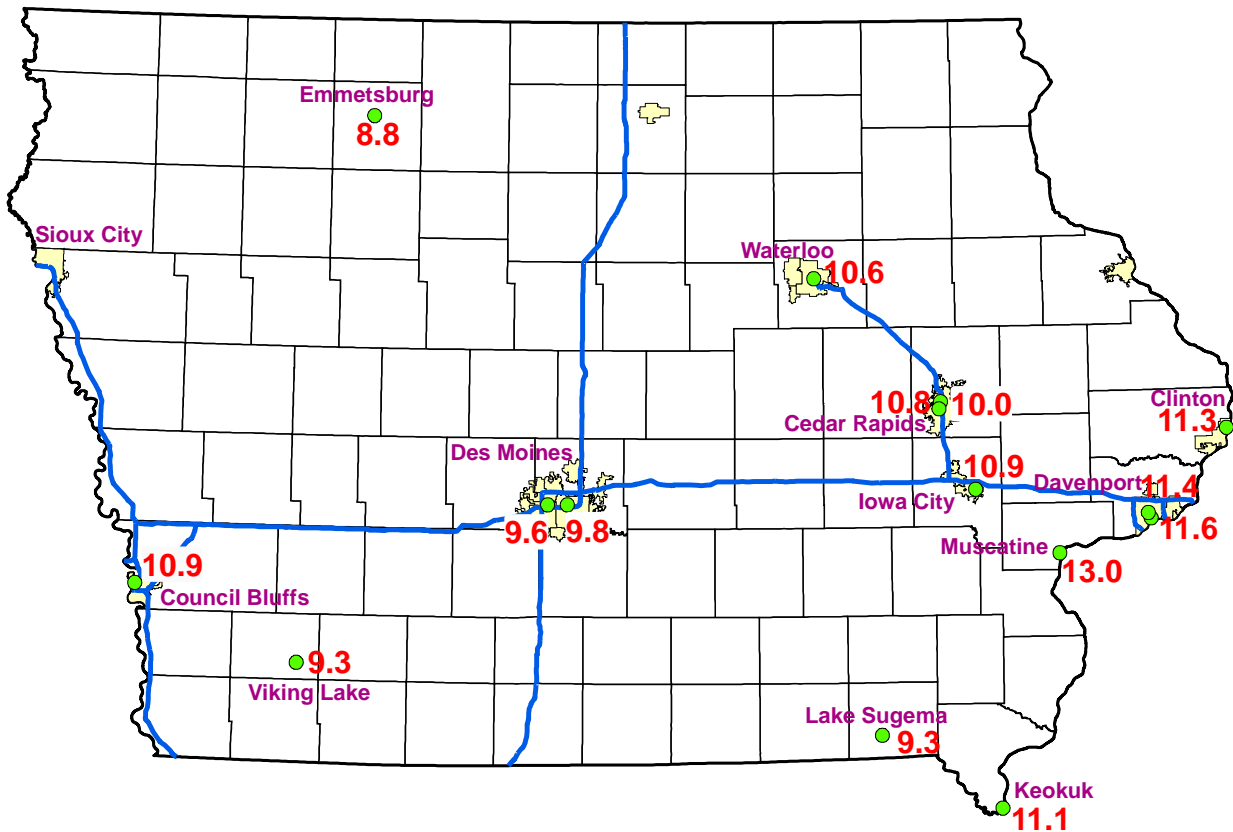 Emmetsburg
8.8
Sioux City
Waterloo
10.6
Clinton
11.3
10.8
10.0
Cedar Rapids
Des Moines
9.6
9.8
10.9
Iowa City
Davenport
11.4
11.6
Muscatine
13.0
10.9
Council Bluffs
9.3
Viking Lake
Lake Sugema
9.3
Keokuk
11.1